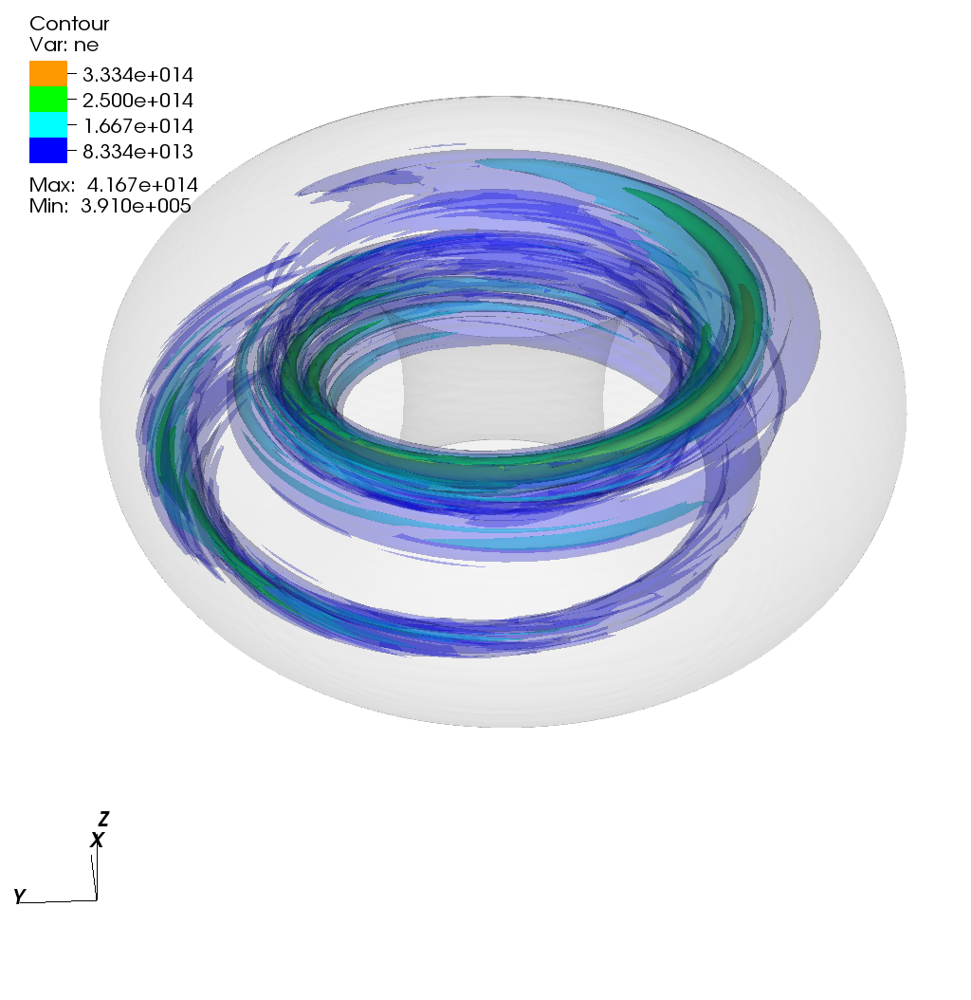 Contour
Var: ne
3.334e+014
2.500e+014
1.667e+014
8.334e+013
Max: 4.167e+014
Min: 3.910e+005
Z
X
Y